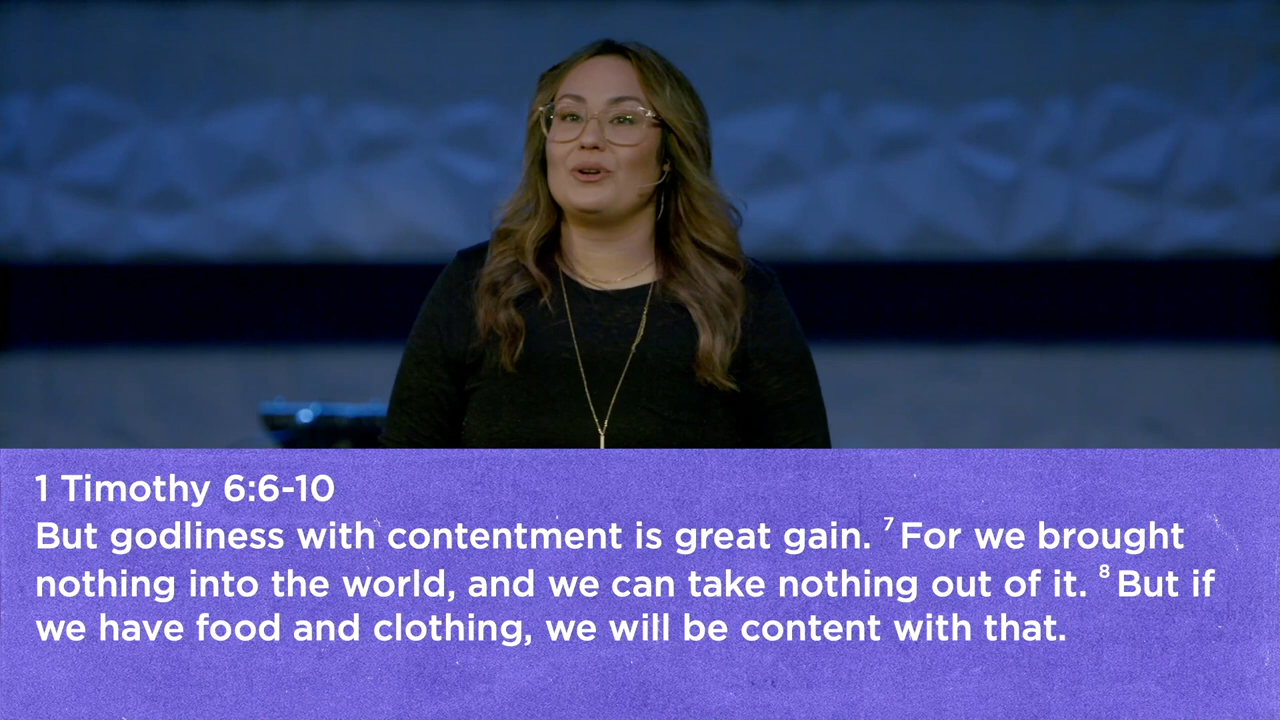 1 Timothy 6:6-10
But godliness with contentment is great gain. 7 For we brought
nothing into the world, and we can take nothing out of it. 8 But if
we have food and clothing, we will be content with that.